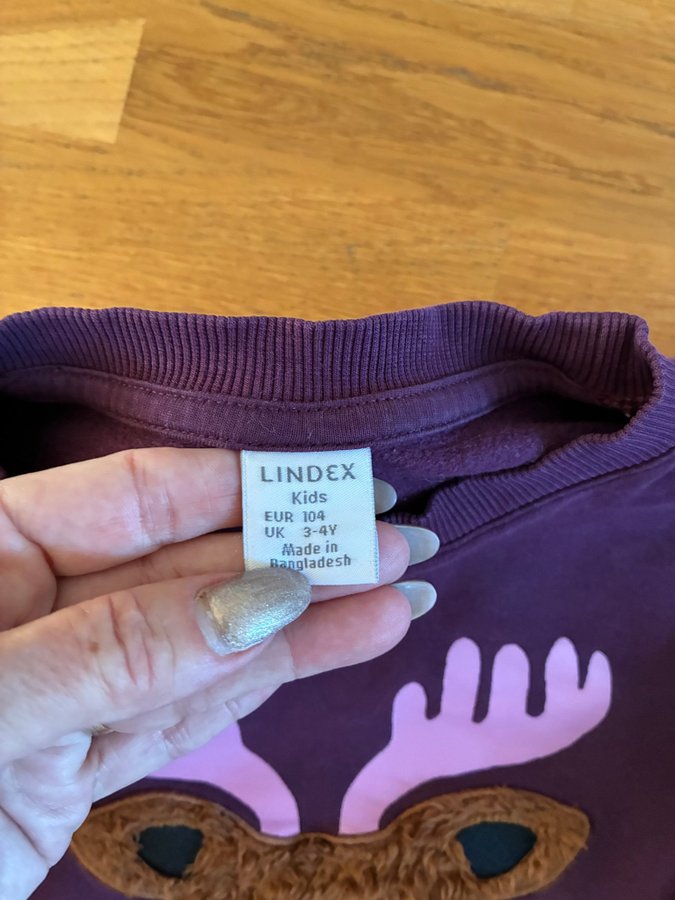 LINDEX
Kids
EUR 104
UK 3-4Y
Made in
Bangladesh